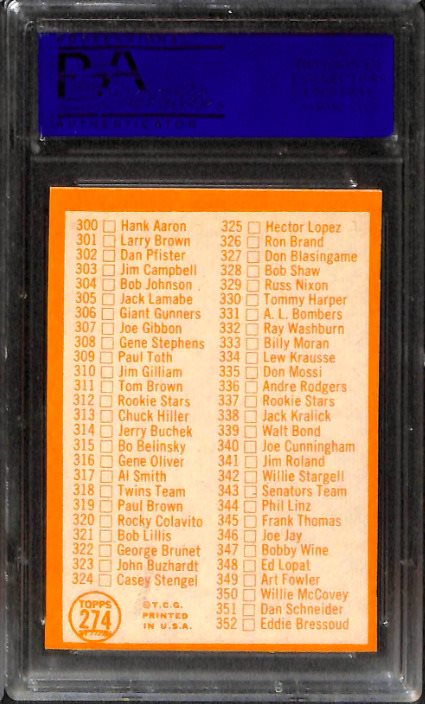 PROFESSIONAL
PSA
AUTHENTICATOR
300 Hank Aaron
301 Larry Brown
302 Dan Pfister
303 Jim Campbell
304 Bob Johnson
305 Jack Lamabe
306 Giant Gunners
307 Joe Gibbon
308 Gene Stephens
309 Paul Toth
310 Jim Gilliam
311 Tom Brown
312 Rookie Stars
313 Chuck Hiller
314 Jerry Buchek
315 Bo Belinsky
316 Gene Oliver
317 Al Smith
318 Twins Team
319 Paul Brown
320 Rocky Colavito
321 Bob Lillis
322 George Brunet
323 John Buzhardt
324 Casey Stengel
325 Hector Lopez
326 Ron Brand
327 Don Blasingame
328 Bob Shaw
329 Russ Nixon
330 Tommy Harper
331 A. L. Bombers
332 Ray Washburn
333 Billy Moran
334 Lew Krausse
335 Don Mossi
336 Andre Rodgers
337 Rookie Stars
338 Jack Kralick
339 Walt Bond
340 Joe Cunningham
341 Jim Roland
342 Willie Stargell
343 Senators Team
344 Phil Linz
345 Frank Thomas
346 Joe Jay
347 Bobby Wine
348 Ed Lopat
349 Art Fowler
350 Willie McCovey
351 Dan Schneider
352 Eddie Bressoud
TOPPS
274
© T.C.G.
PRINTED
IN U.S.A.